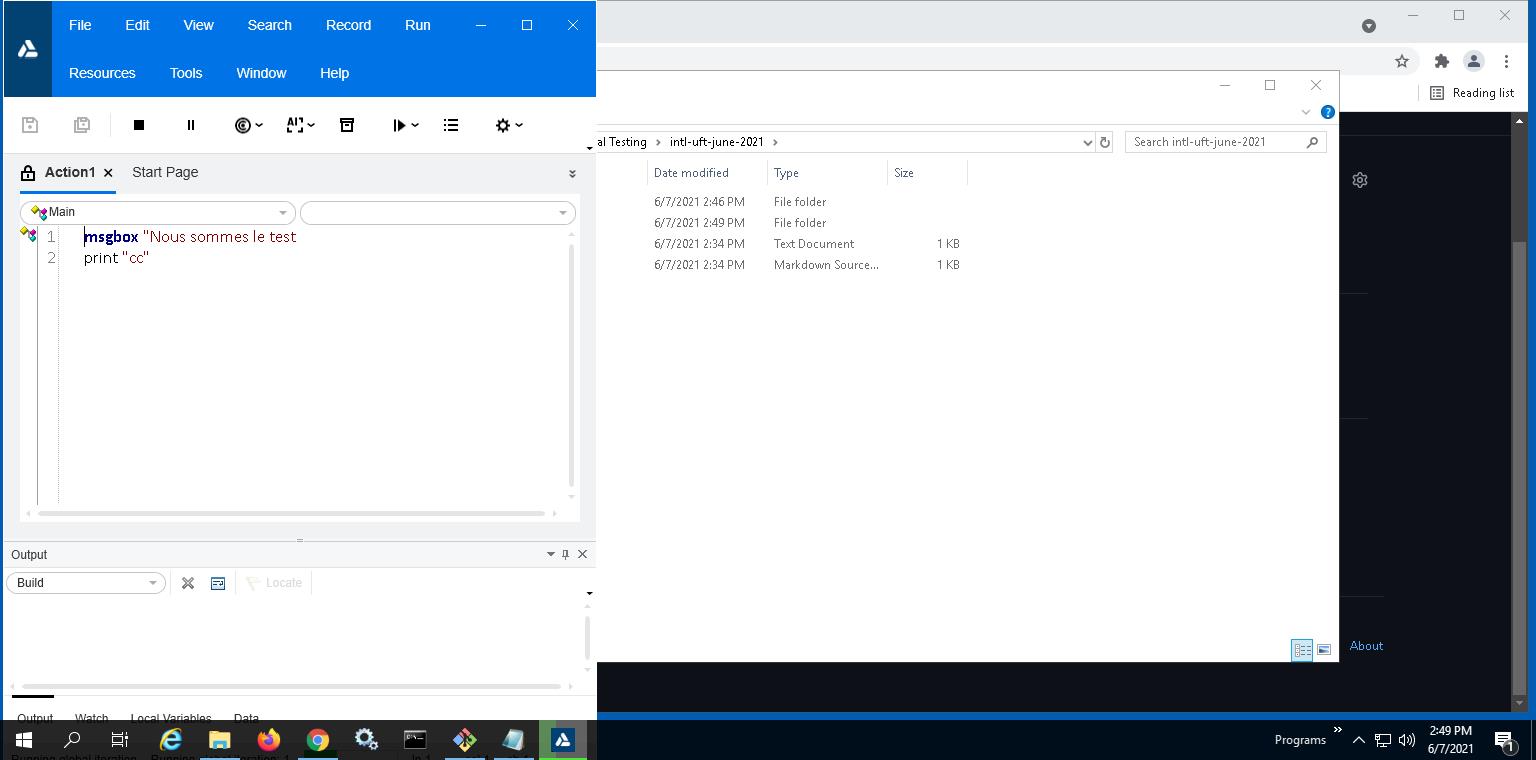 File Edit View Search Record Run
Resources Tools Window Help
Reading list
al Testing > intl-uft-june-2021 >
Search intl-uft-june-2021
Action1 Start Page
Date modified Type Size
Main
6/7/2021 2:46 PM File folder
6/7/2021 2:49 PM File folder
6/7/2021 2:34 PM Text Document 1 KB
6/7/2021 2:34 PM Markdown Source... 1 KB
1 msgbox "Nous sommes le test
2 print "cc"
Output
Build
Locate
About
Output Watch Local Variables Data
Programs
2:49 PM
6/7/2021
1